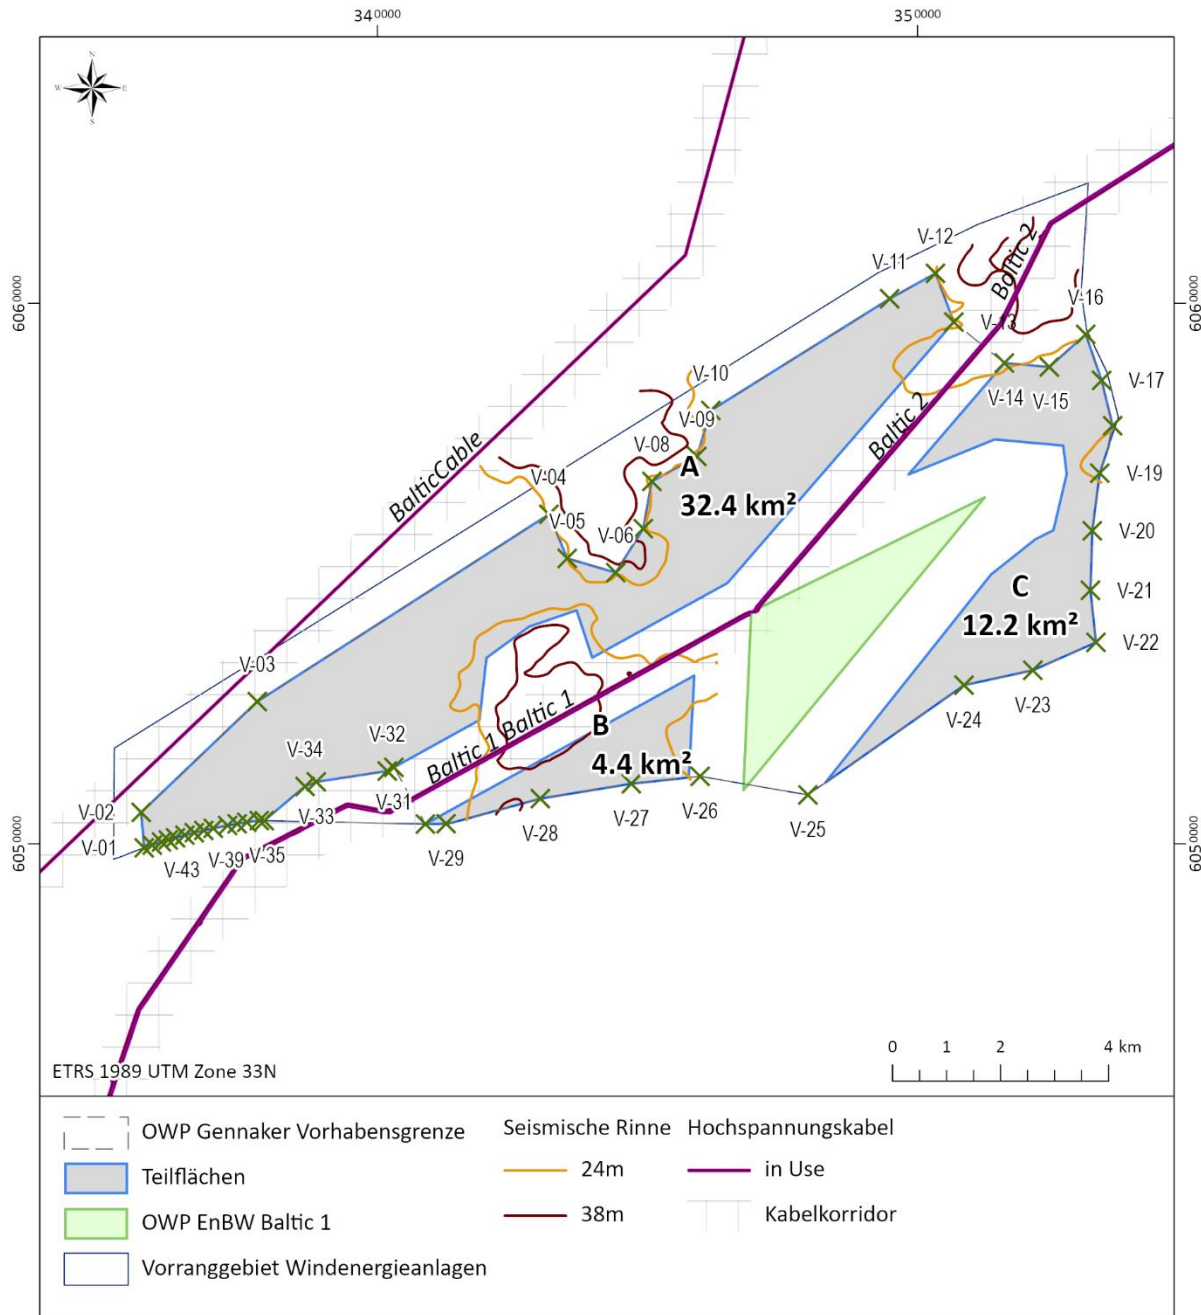 340000
350000
N
W
E
S
V-12
V-11
Baltic 2
V-16
6060000
6060000
V-13
V-10
V-14
V-15
V-17
V-09
Baltic 2
V-08
BalticCable
V-04
A
V-19
32.4 km²
V-05
V-06
V-20
C
V-21
12.2 km²
V-22
V-03
V-23
V-24
V-34
V-32
Baltic 1
Baltic 1
B
4.4 km²
V-02
V-33
V-31
V-27
V-26
V-01
V-28
V-25
V-43
V-39
V-35
V-29
6050000
6050000
0 1 2 4 km
ETRS 1989 UTM Zone 33N
OWP Gennaker Vorhabensgrenze
Teilflächen
OWP EnBW Baltic 1
Vorranggebiet Windenergieanlagen
Seismische Rinne
24m
38m
Hochspannungskabel
in Use
Kabelkorridor